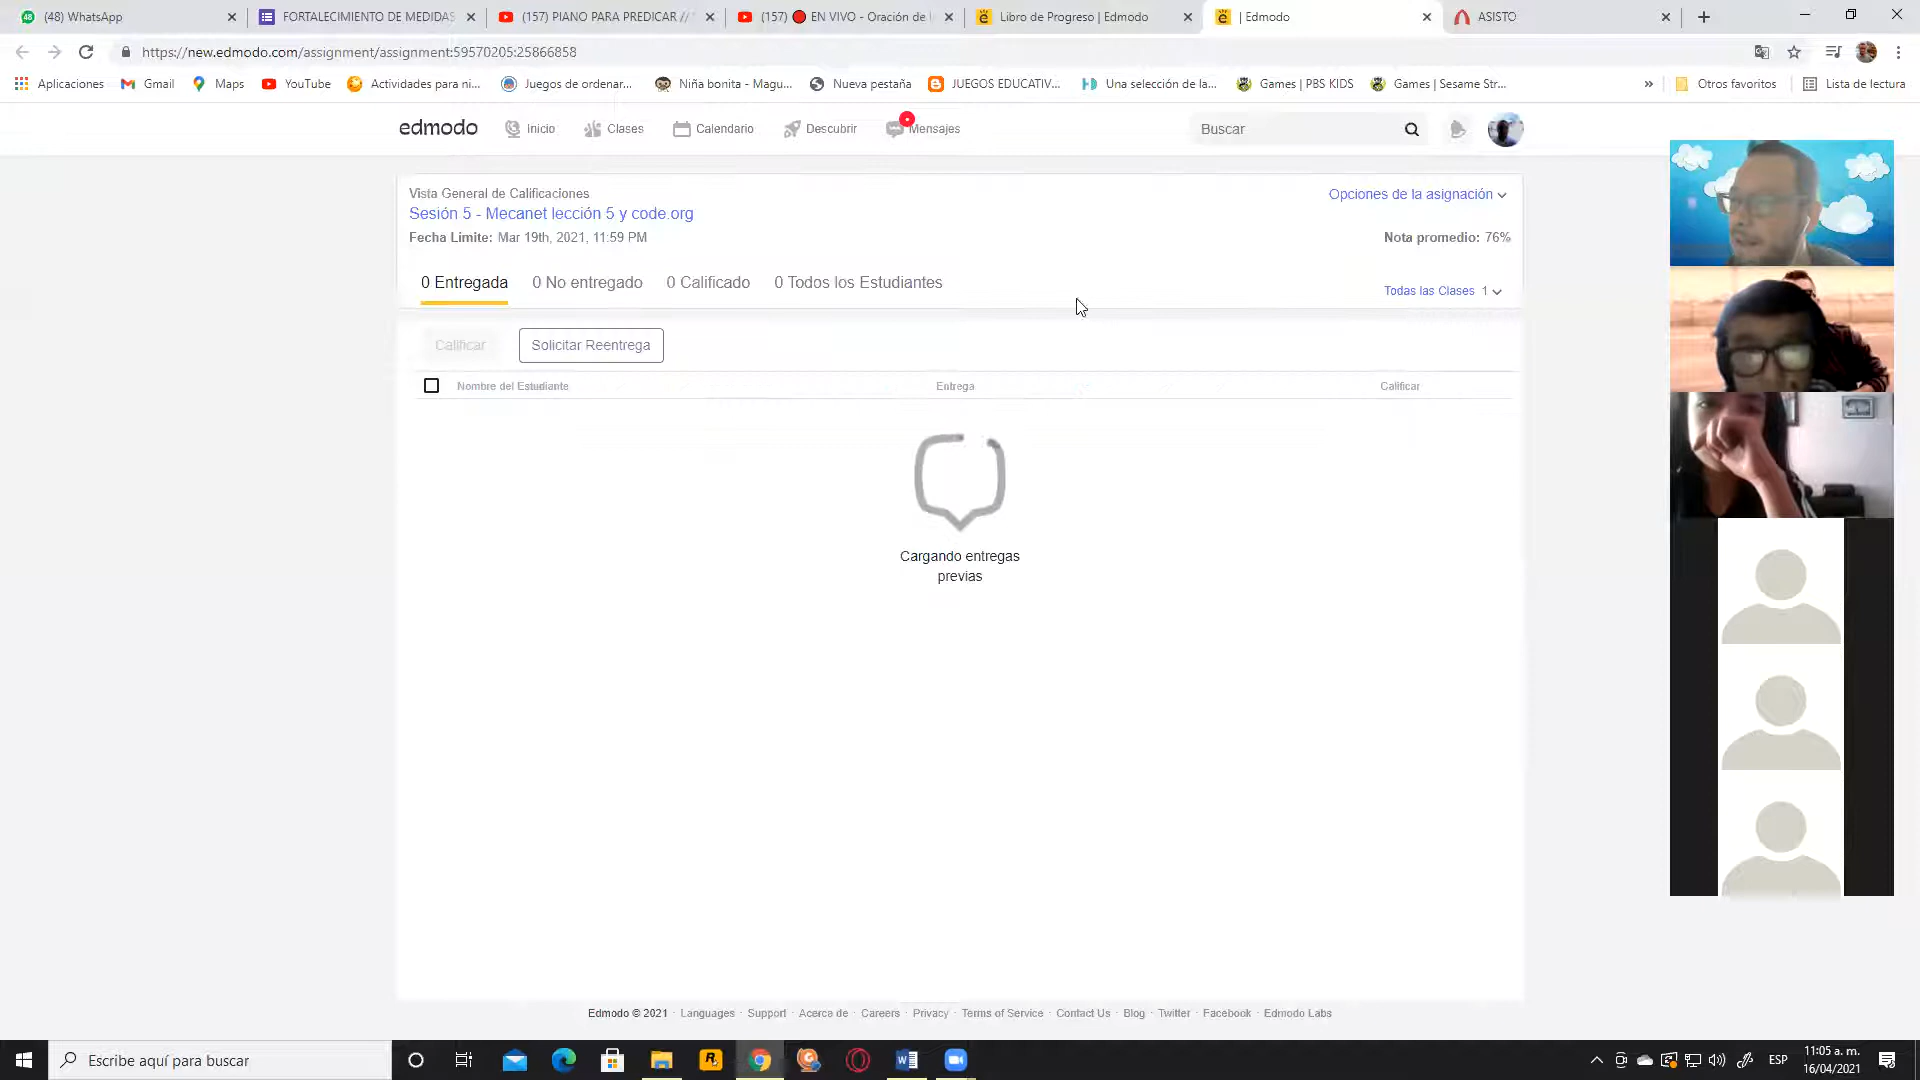 (48) WhatsApp
FORTALECIMIENTO DE MEDIDAS
(157) PIANO PARA PREDICAR //
(157) 🔴 EN VIVO - Oración de
Libro de Progreso | Edmodo
| Edmodo
ASISTO
https://new.edmodo.com/assignment/assignment:59570205:25866858
Aplicaciones
Gmail
Maps
YouTube
Actividades para ni...
Juegos de ordenar...
Niña bonita - Magu...
Nueva pestaña
JUEGOS EDUCATIV...
Una selección de la...
Games | PBS KIDS
Games | Sesame Str...
»
Otros favoritos
Lista de lectura
edmodo
Inicio
Clases
Calendario
Descubrir
Mensajes
Buscar
Vista General de Calificaciones
Opciones de la asignación
Sesión 5 - Mecanet lección 5 y code.org
Fecha Limite: Mar 19th, 2021, 11:59 PM
Nota promedio: 76%
0 Entregada
0 No entregado
0 Calificado
0 Todos los Estudiantes
Todas las Clases 1
Calificar
Solicitar Reentrega
Nombre del Estudiante
Entrega
Calificar
Cargando entregas
previas
Edmodo © 2021 · Languages · Support · Acerca de · Careers · Privacy · Terms of Service · Contact Us · Blog · Twitter · Facebook · Edmodo Labs
Escribe aquí para buscar
ESP
11:05 a. m.
16/04/2021